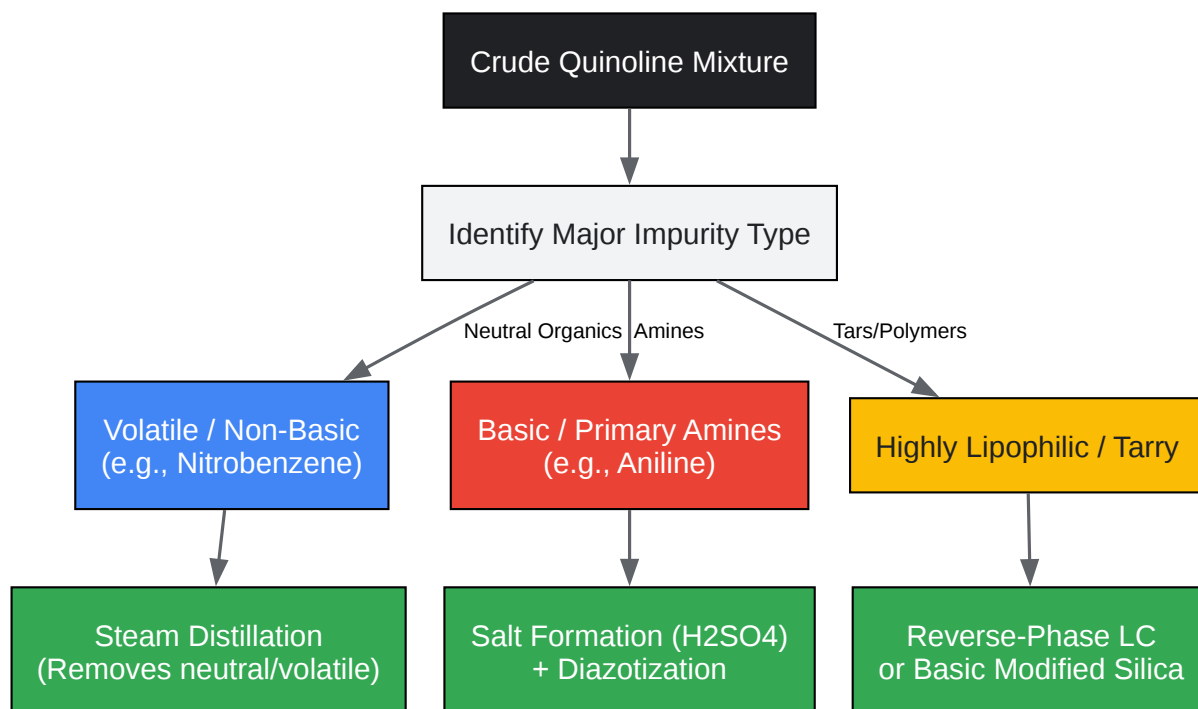 Crude Quinoline Mixture
Identify Major Impurity Type
Neutral Organics
Amines
Tars/Polymers
Volatile / Non-Basic
(e.g., Nitrobenzene)
Basic / Primary Amines
(e.g., Aniline)
Highly Lipophilic / Tarry
Steam Distillation
(Removes neutral/volatile)
Salt Formation (H2SO4)
+ Diazotization
Reverse-Phase LC
or Basic Modified Silica